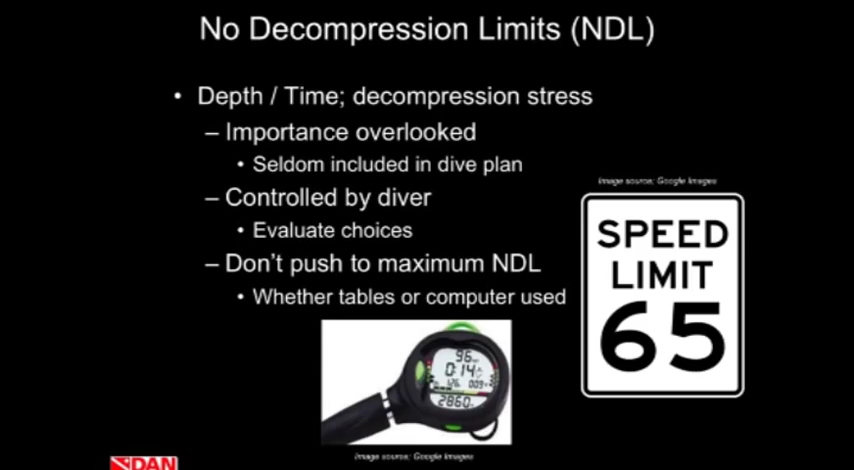 No Decompression Limits (NDL)
• Depth / Time; decompression stress
– Importance overlooked
• Seldom included in dive plan
– Controlled by diver
• Evaluate choices
– Don't push to maximum NDL
• Whether tables or computer used
Image source; Google Images
SPEED
LIMIT
65
96
0:14
2860
Image source; Google Images
DAN